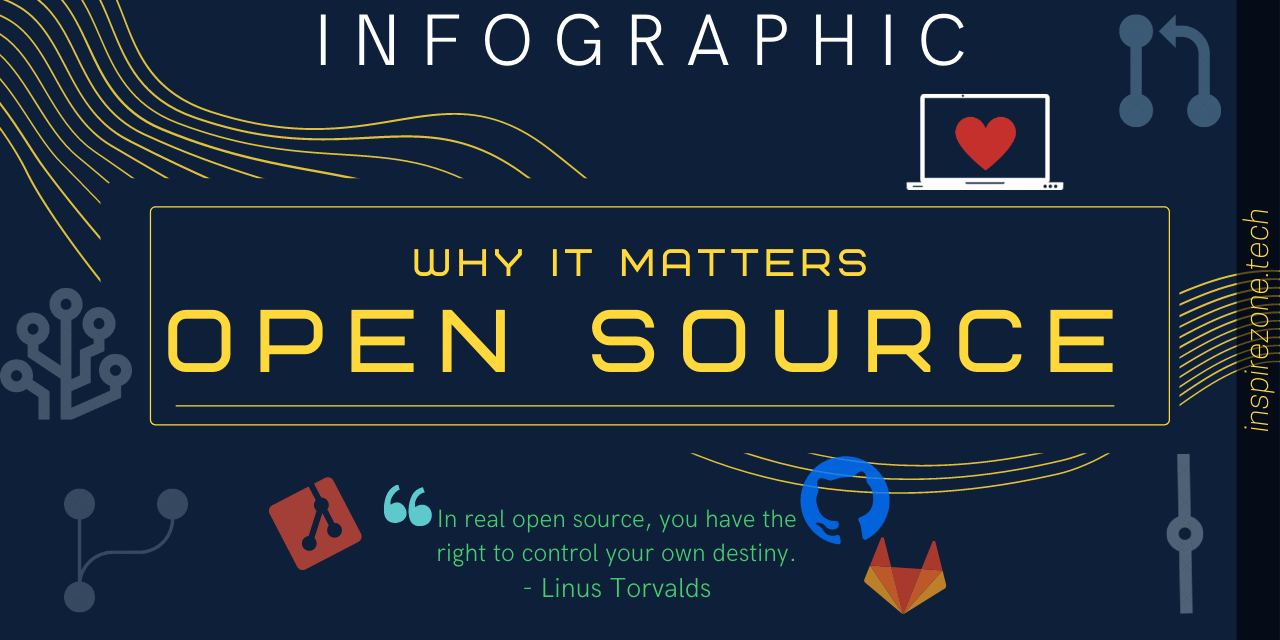 INFOGRAPHIC
WHY IT MATTERS
OPEN SOURCE
inspirezone.tech
“In real open source, you have the
right to control your own destiny.
- Linus Torvalds